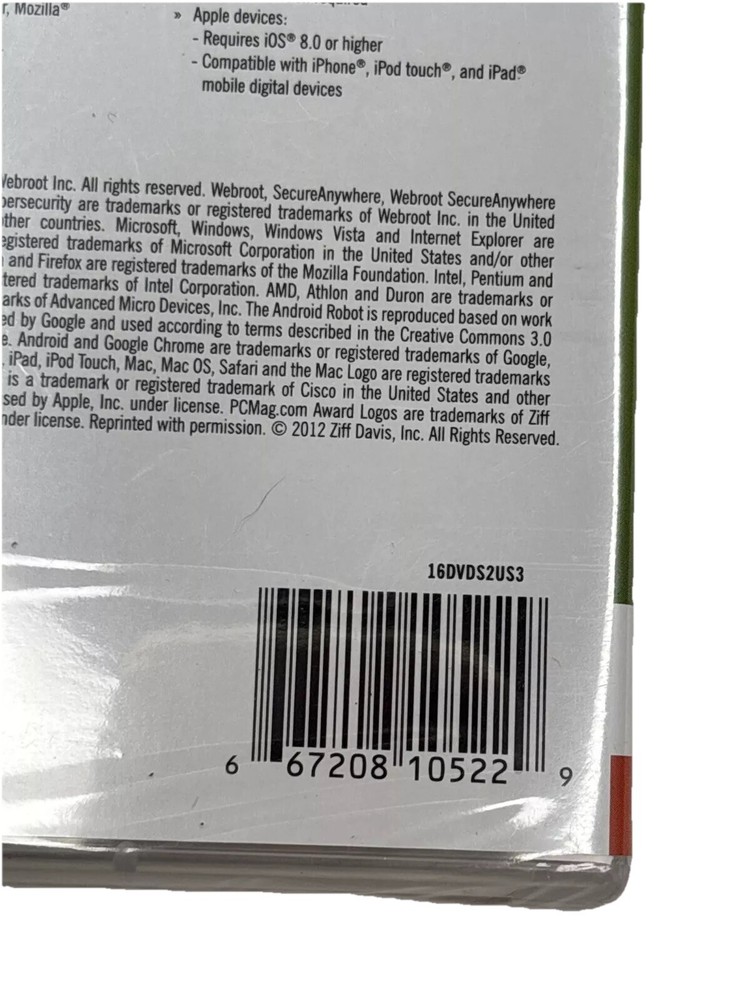 r, Mozilla®
» Apple devices:
- Requires iOS® 8.0 or higher
- Compatible with iPhone®, iPod touch®, and iPad®
mobile digital devices
Webroot Inc. All rights reserved. Webroot, SecureAnywhere, Webroot SecureAnywhere
persecurity are trademarks or registered trademarks of Webroot Inc. in the United
other countries. Microsoft, Windows, Windows Vista and Internet Explorer are
egistered trademarks of Microsoft Corporation in the United States and/or other
and Firefox are registered trademarks of the Mozilla Foundation. Intel, Pentium and
tered trademarks of Intel Corporation. AMD, Athlon and Duron are trademarks or
arks of Advanced Micro Devices, Inc. The Android Robot is reproduced based on work
ed by Google and used according to terms described in the Creative Commons 3.0
e. Android and Google Chrome are trademarks or registered trademarks of Google,
, iPad, iPod Touch, Mac, Mac OS, Safari and the Mac Logo are registered trademarks
is a trademark or registered trademark of Cisco in the United States and other
sed by Apple, Inc. under license. PCMag.com Award Logos are trademarks of Ziff
nder license. Reprinted with permission. © 2012 Ziff Davis, Inc. All Rights Reserved.
16DVDS2US3
6 67208 10522 9